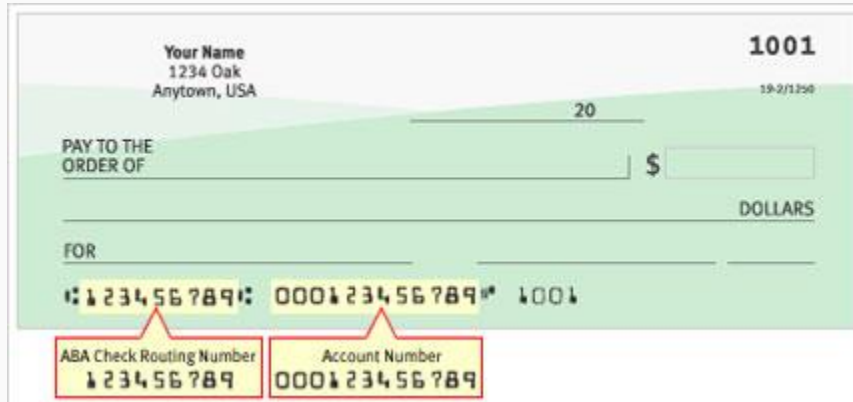 Your Name
1234 Oak
Anytown, USA
1001
19-2/1250
20
PAY TO THE
ORDER OF
$
DOLLARS
FOR
⑆123456789⑆ 000123456789⑈ 1001
ABA Check Routing Number
123456789
Account Number
000123456789